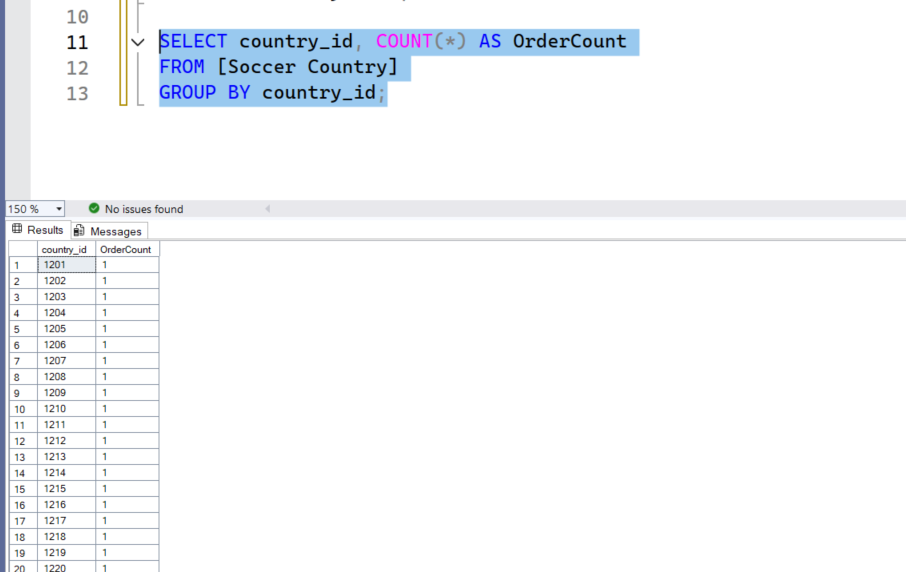 10
11 SELECT country_id, COUNT(*) AS OrderCount
12 FROM [Soccer Country]
13 GROUP BY country_id;
150 % No issues found
Results Messages
country_id OrderCount
1 1201 1
2 1202 1
3 1203 1
4 1204 1
5 1205 1
6 1206 1
7 1207 1
8 1208 1
9 1209 1
10 1210 1
11 1211 1
12 1212 1
13 1213 1
14 1214 1
15 1215 1
16 1216 1
17 1217 1
18 1218 1
19 1219 1
20 1220 1